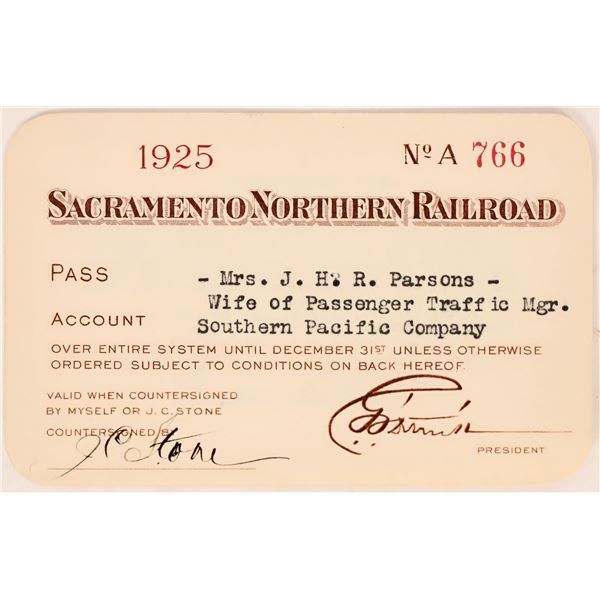 1925 Nº A 766
SACRAMENTO NORTHERN RAILROAD
PASS - Mrs. J. H. R. Parsons -
Wife of Passenger Traffic Mgr.
ACCOUNT Southern Pacific Company
OVER ENTIRE SYSTEM UNTIL DECEMBER 31ST UNLESS OTHERWISE
ORDERED SUBJECT TO CONDITIONS ON BACK HEREOF.
VALID WHEN COUNTERSIGNED
BY MYSELF OR J. C. STONE
COUNTERSIGNED BY
J C Stone
PRESIDENT